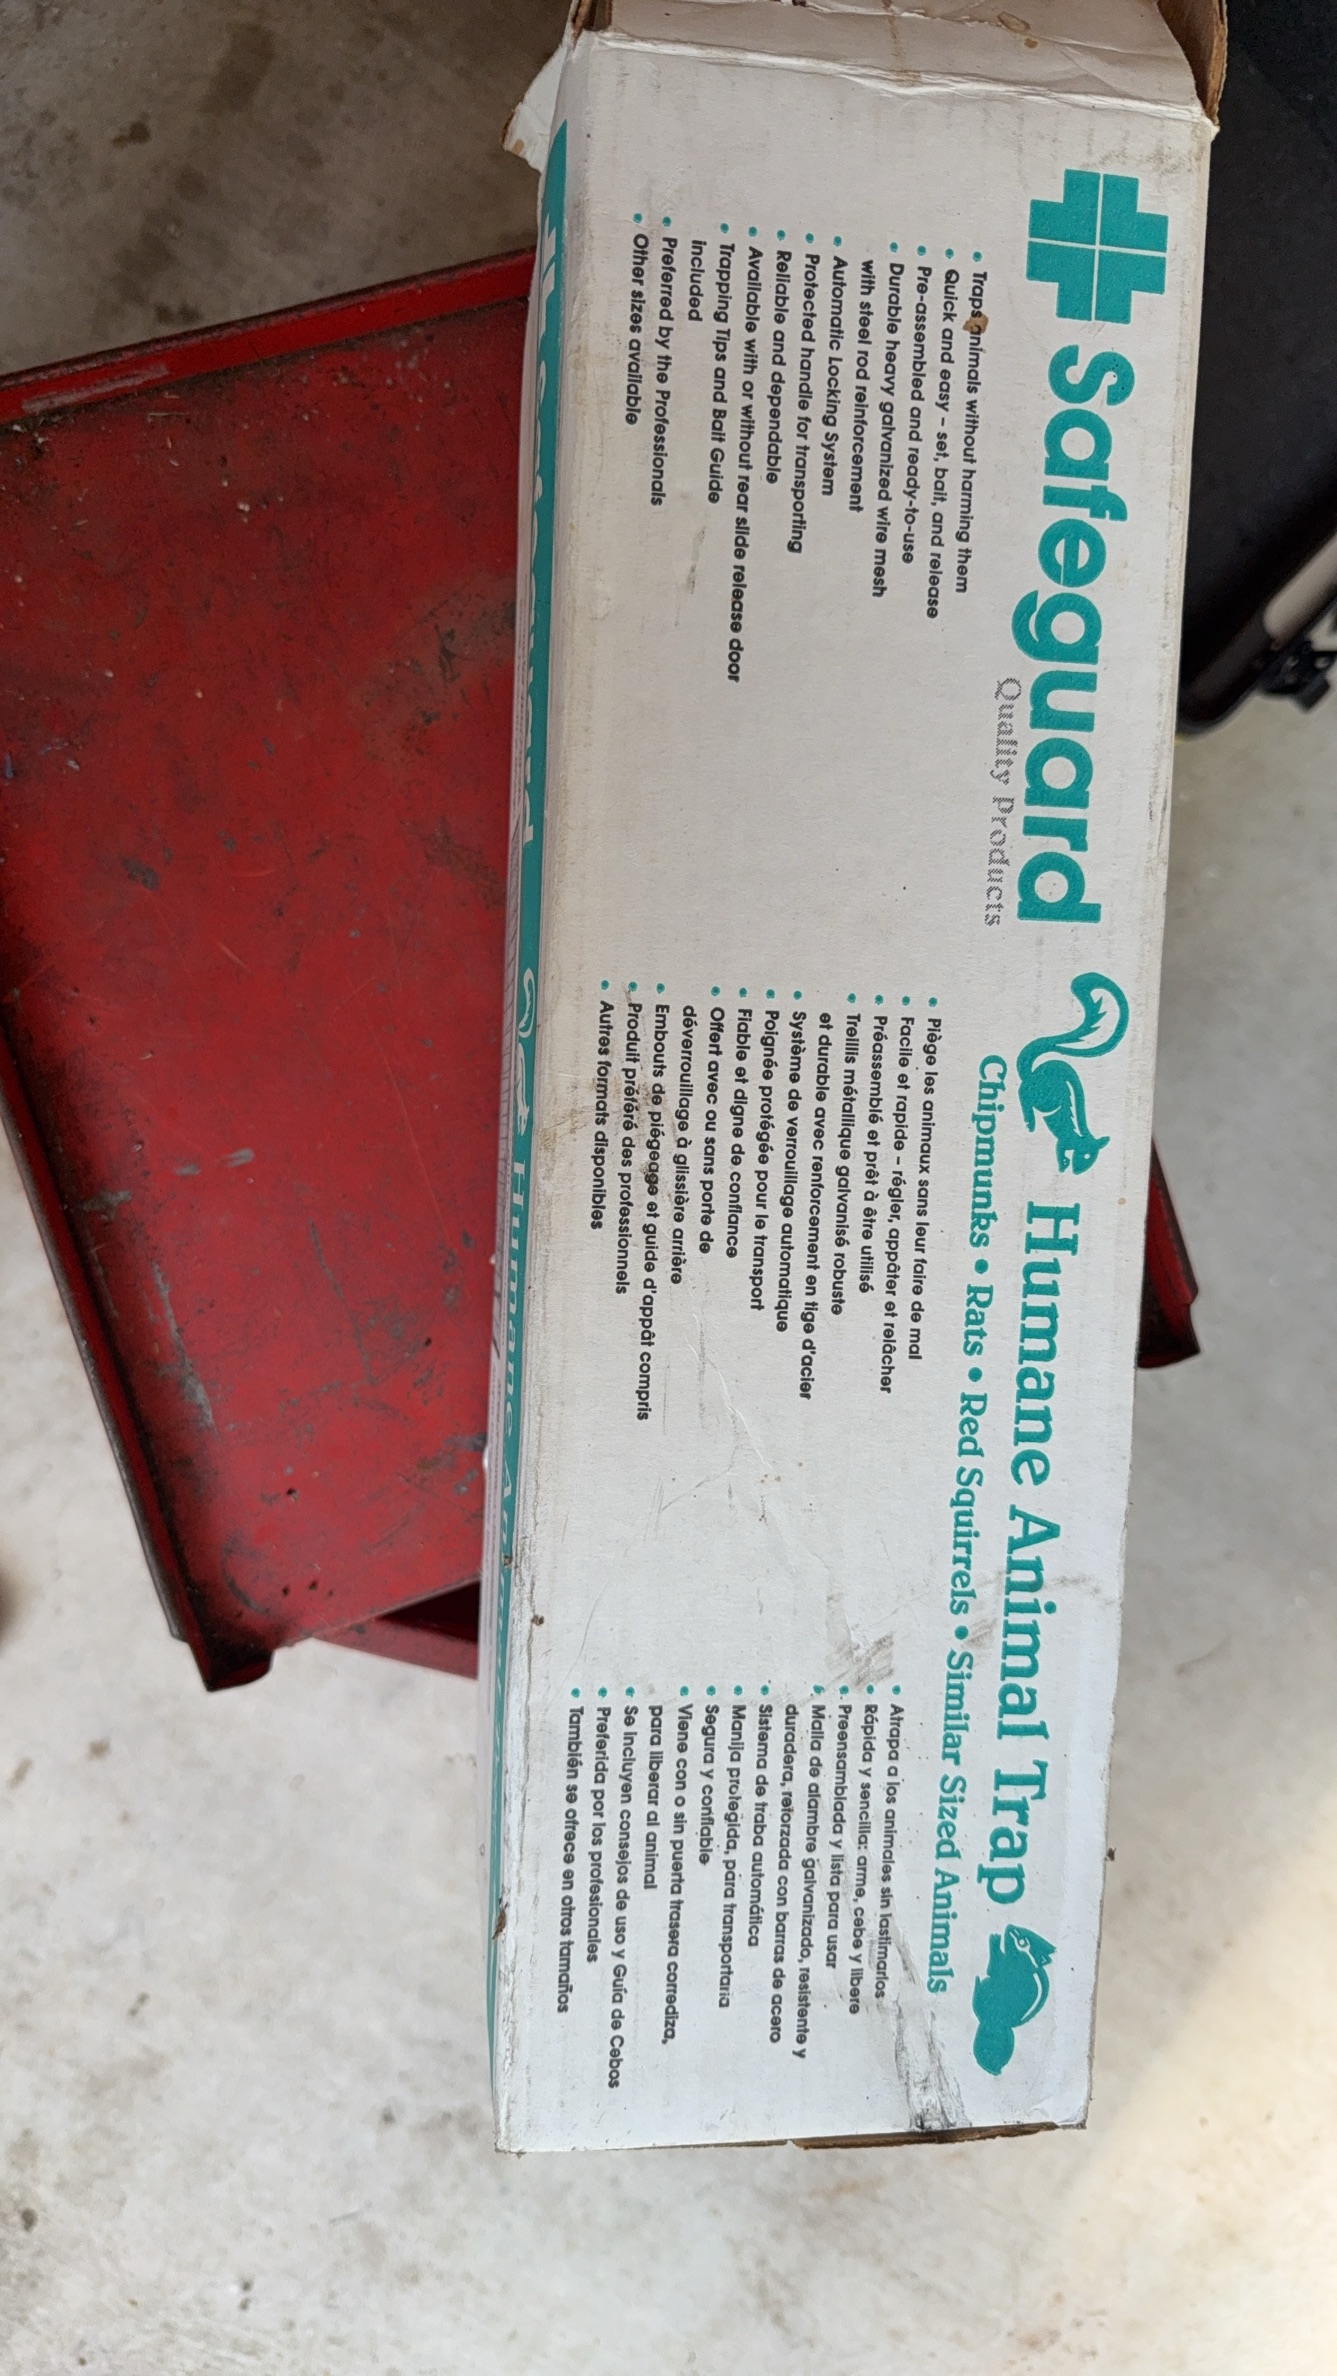 Safeguard
Quality Products
Humane Animal Trap
Chipmunks • Rats • Red Squirrels • Similar Sized Animals
• Traps animals without harming them
• Quick and easy – set, bait, and release
• Pre-assembled and ready-to-use
• Durable heavy galvanized wire mesh
with steel rod reinforcement
• Automatic Locking System
• Protected handle for transporting
• Reliable and dependable
• Available with or without rear slide release door
• Trapping Tips and Bait Guide
included
• Preferred by the Professionals
• Other sizes available
• Piège les animaux sans leur faire de mal
• Facile et rapide – régler, appâter et relâcher
• Préassemblé et prêt à être utilisé
• Treillis métallique galvanisé robuste
et durable avec renforcement en tige d'acier
• Système de verrouillage automatique
• Poignée protégée pour le transport
• Fiable et digne de confiance
• Offert avec ou sans porte de
déverrouillage à glissière arrière
• Embouts de piégeage et guide d'appât compris
• Produit préféré des professionnels
• Autres formats disponibles
• Atrapa a los animales sin lastimarlos
• Rápida y sencilla: arme, cebe y libere
• Preensamblada y lista para usar
• Malla de alambre galvanizado, resistente y
duradera, reforzada con barras de acero
• Sistema de traba automática
• Manija protegida, para transportarla
• Segura y confiable
• Viene con o sin puerta trasera corrediza,
para liberar al animal
• Se incluyen consejos de uso y Guía de Cebos
• Preferida por los profesionales
• También se ofrece en otros tamaños
Humane